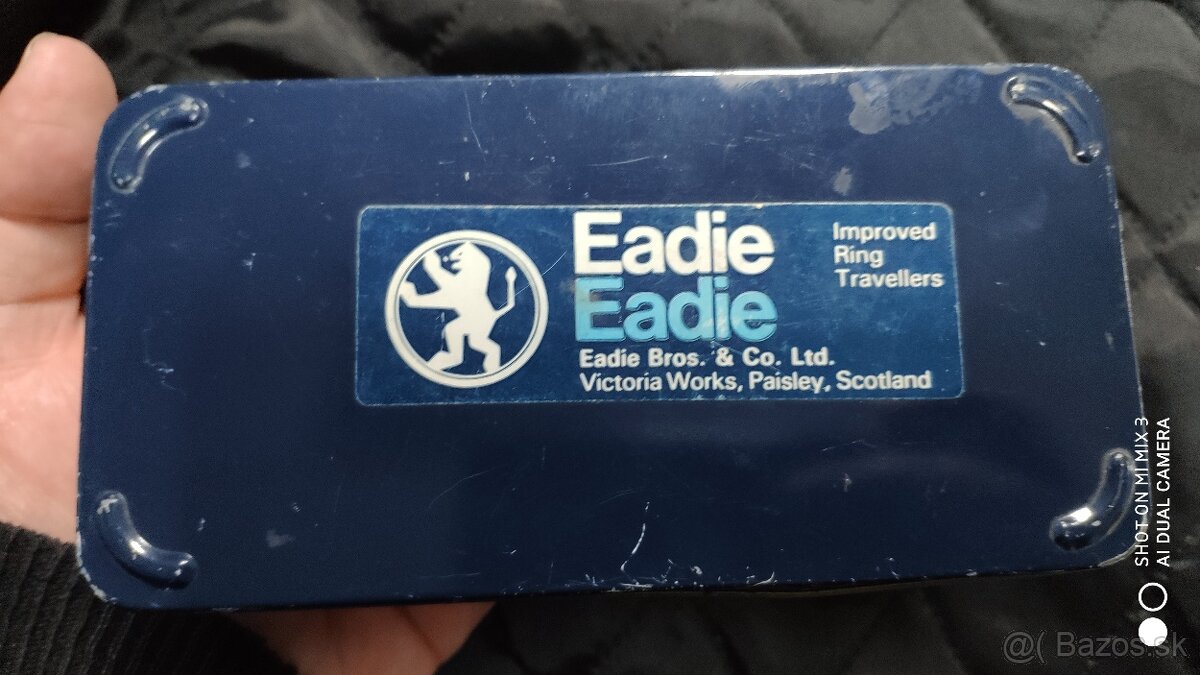 Eadie
Eadie
Eadie Bros. & Co. Ltd.
Victoria Works, Paisley, Scotland
Improved
Ring
Travellers
SHOT ON MI MIX 3
AI DUAL CAMERA
@( Bazos.sk